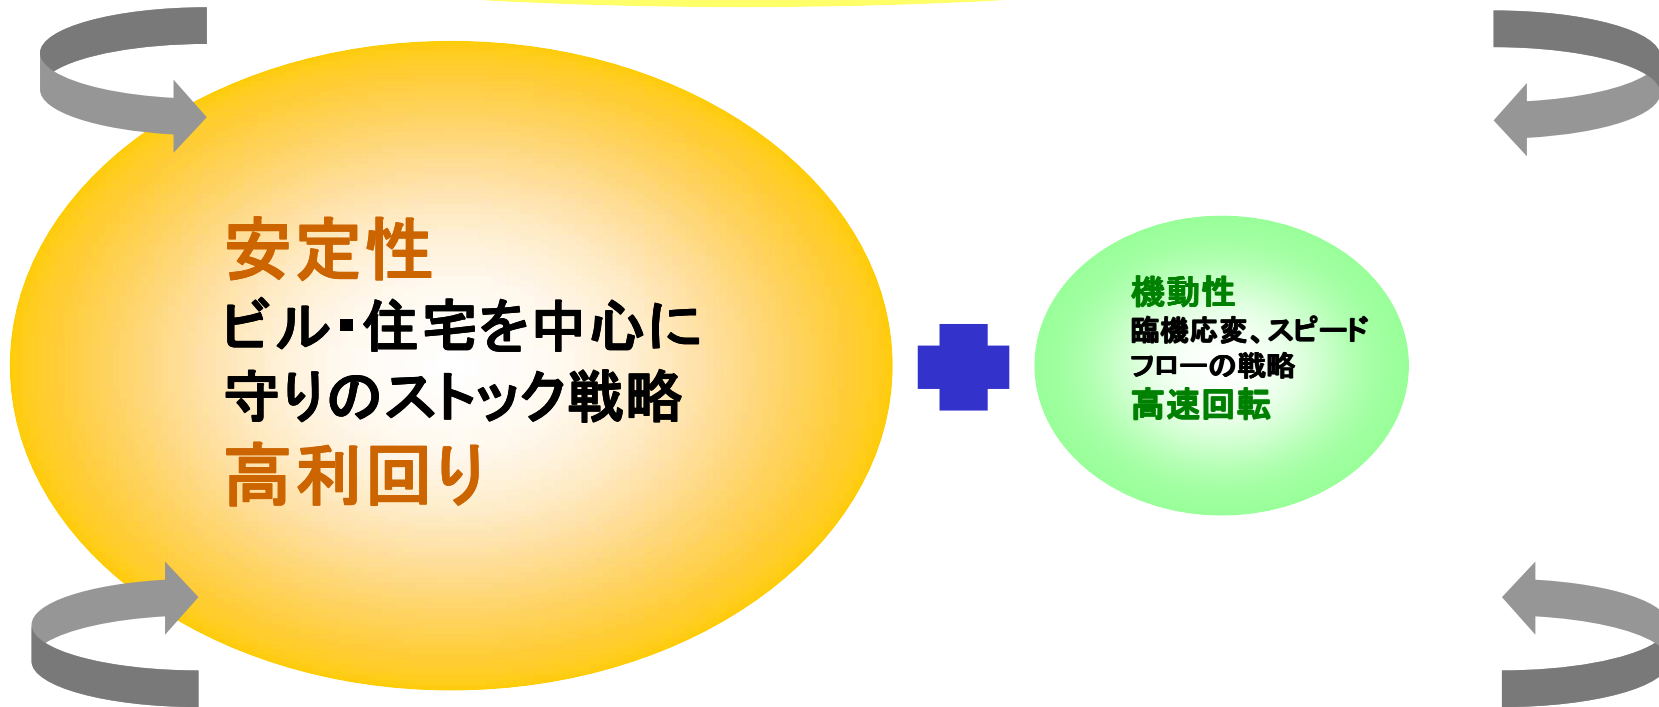 安定性
ビル・住宅を中心に
守りのストック戦略
高利回り
機動性
臨機応変、スピード
フローの戦略
高速回転